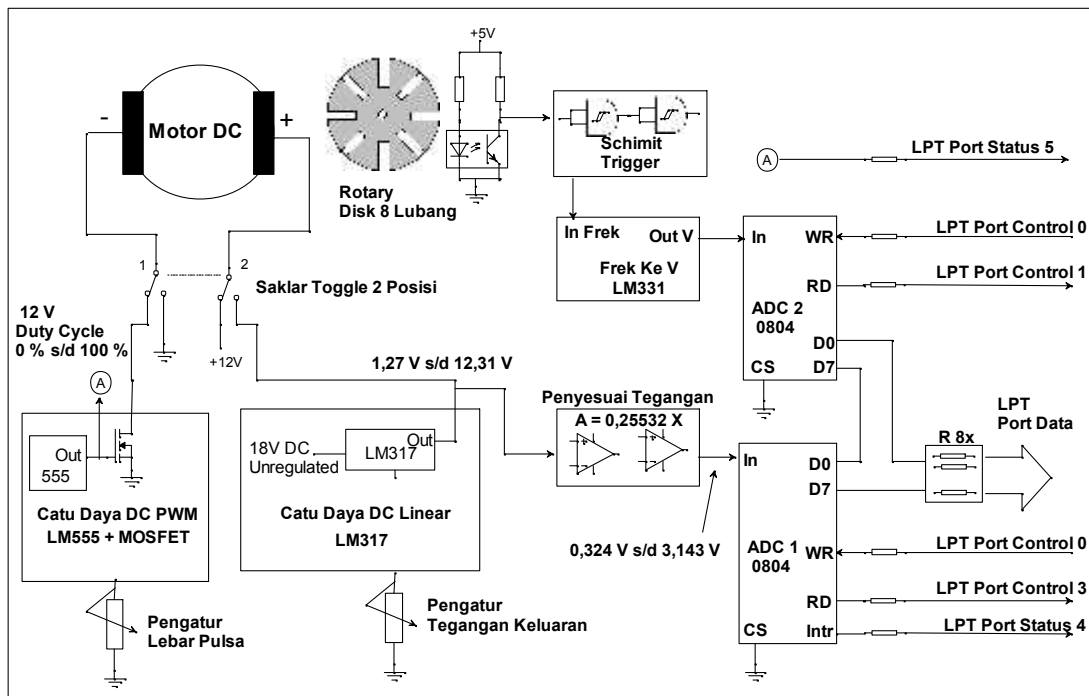 +5V
-
Motor DC
+
Rotary
Disk 8 Lubang
Schimit
Trigger
A
LPT Port Status 5
In Frek
Out V
Frek Ke V
LM331
In
WR
RD
ADC 2
0804
D0
D7
CS
LPT Port Control 0
LPT Port Control 1
1
2
Saklar Toggle 2 Posisi
12 V
Duty Cycle
0 % s/d 100 %
+12V
1,27 V s/d 12,31 V
A
Out
555
Catu Daya DC PWM
LM555 + MOSFET
18V DC
Unregulated
LM317
Out
Catu Daya DC Linear
LM317
Penyesuai Tegangan
A = 0,25532 X
0,324 V s/d 3,143 V
In
D0
D7
ADC 1
0804
WR
RD
CS
Intr
R 8x
LPT
Port Data
LPT Port Control 0
LPT Port Control 3
LPT Port Status 4
Pengatur
Lebar Pulsa
Pengatur
Tegangan Keluaran